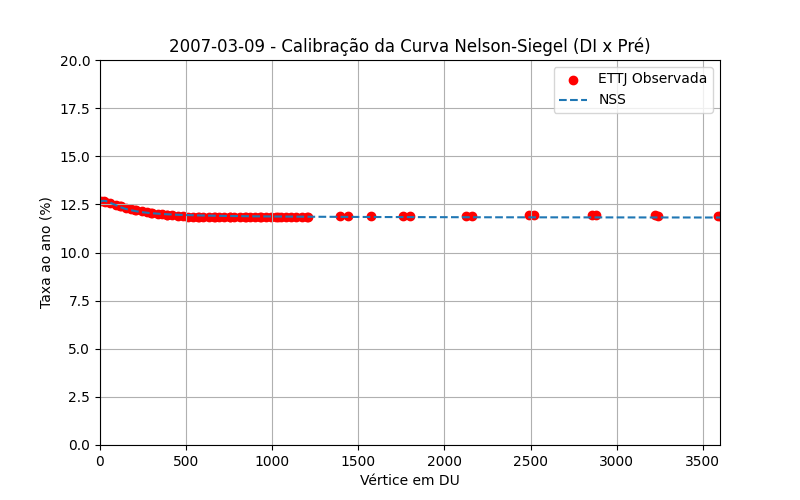 2007-03-09 - Calibração da Curva Nelson-Siegel (DI x Pré)
ETTJ Observada
NSS
Taxa ao ano (%)
20.0
17.5
15.0
12.5
10.0
7.5
5.0
2.5
0.0
0 500 1000 1500 2000 2500 3000 3500
Vértice em DU